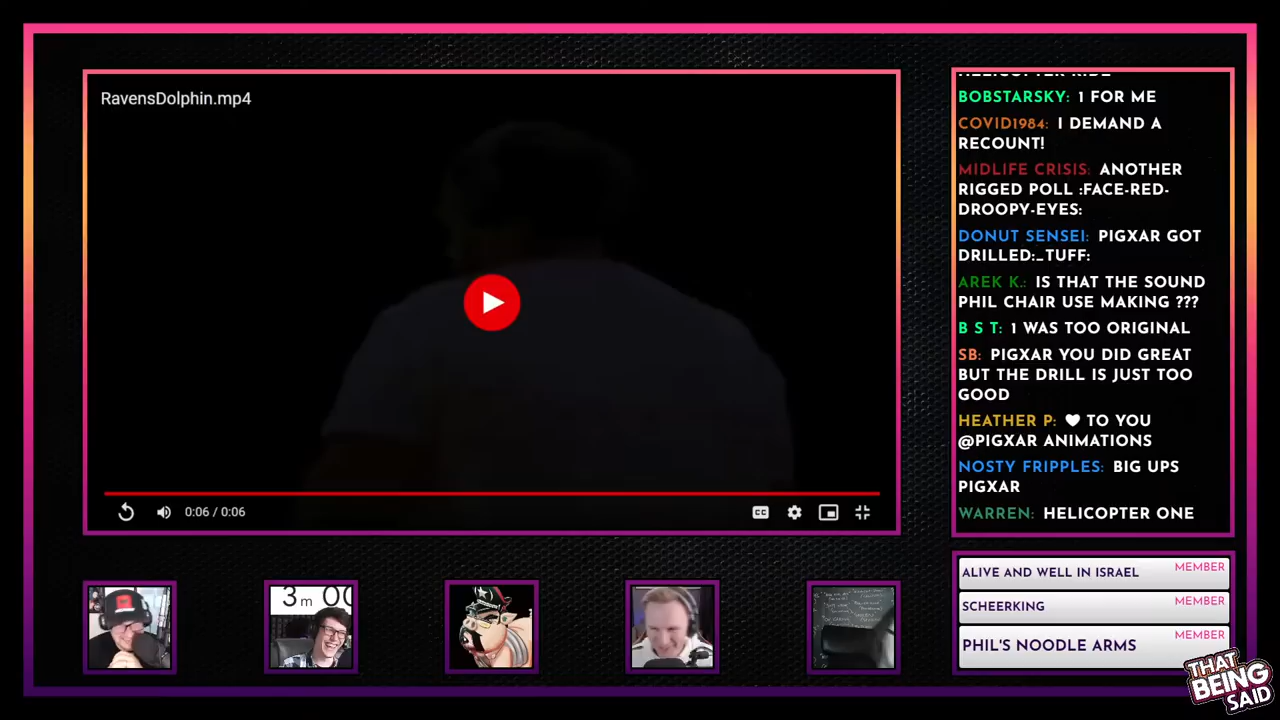 RavensDolphin.mp4
0:06 / 0:06
CC
HELICOPTER RIDE
BOBSTARSKY: 1 FOR ME
COVID1984: I DEMAND A
RECOUNT!
MIDLIFE CRISIS: ANOTHER
RIGGED POLL :FACE-RED-
DROOPY-EYES:
DONUT SENSEI: PIGXAR GOT
DRILLED:_TUFF:
AREK K.: IS THAT THE SOUND
PHIL CHAIR USE MAKING ???
B S T: 1 WAS TOO ORIGINAL
SB: PIGXAR YOU DID GREAT
BUT THE DRILL IS JUST TOO
GOOD
HEATHER P: ♥ TO YOU
@PIGXAR ANIMATIONS
NOSTY FRIPPLES: BIG UPS
PIGXAR
WARREN: HELICOPTER ONE
3m 00
ALIVE AND WELL IN ISRAEL MEMBER
SCHEERKING MEMBER
PHIL'S NOODLE ARMS MEMBER
THAT
BEING
SAID